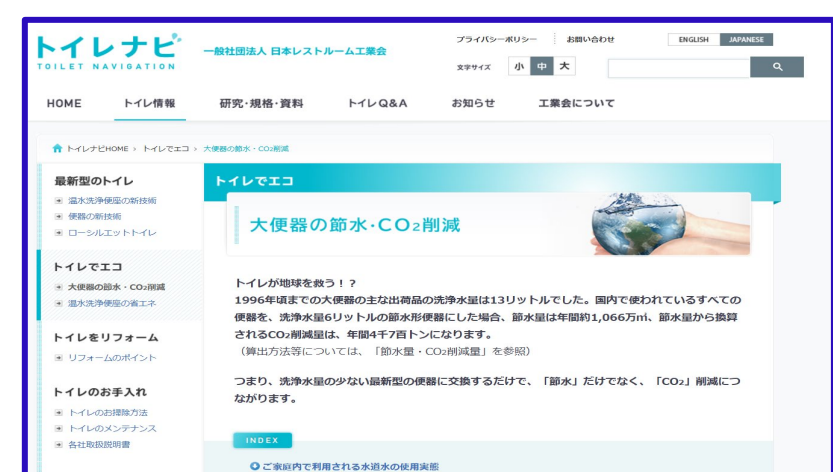 トイレナビ
TOILET NAVIGATION
一般社団法人 日本レストルーム工業会
プライバシーポリシー お問い合わせ
ENGLISH JAPANESE
文字サイズ 小 中 大
HOME トイレ情報 研究・規格・資料 トイレQ&A お知らせ 工業会について
トイレナビHOME > トイレでエコ > 大便器の節水・CO2削減
最新型のトイレ
温水洗浄便座の新技術
便器の新技術
ローシルエットトイレ
トイレでエコ
大便器の節水・CO2削減
温水洗浄便座の省エネ
トイレをリフォーム
リフォームのポイント
トイレのお手入れ
トイレのお掃除方法
トイレのメンテナンス
各社取扱説明書
トイレでエコ
大便器の節水・CO2削減
トイレが地球を救う！？
1996年頃までの大便器の主な出荷品の洗浄水量は13リットルでした。国内で使われているすべての
便器を、洗浄水量6リットルの節水形便器にした場合、節水量は年間約1,066万㎥、節水量から換算
されるCO2削減量は、年間4千7百トンになります。
（算出方法等については、「節水量・CO2削減量」を参照）
つまり、洗浄水量の少ない最新型の便器に交換するだけで、「節水」だけでなく、「CO2」削減につ
ながります。
INDEX
ご家庭内で利用される水道水の使用実態